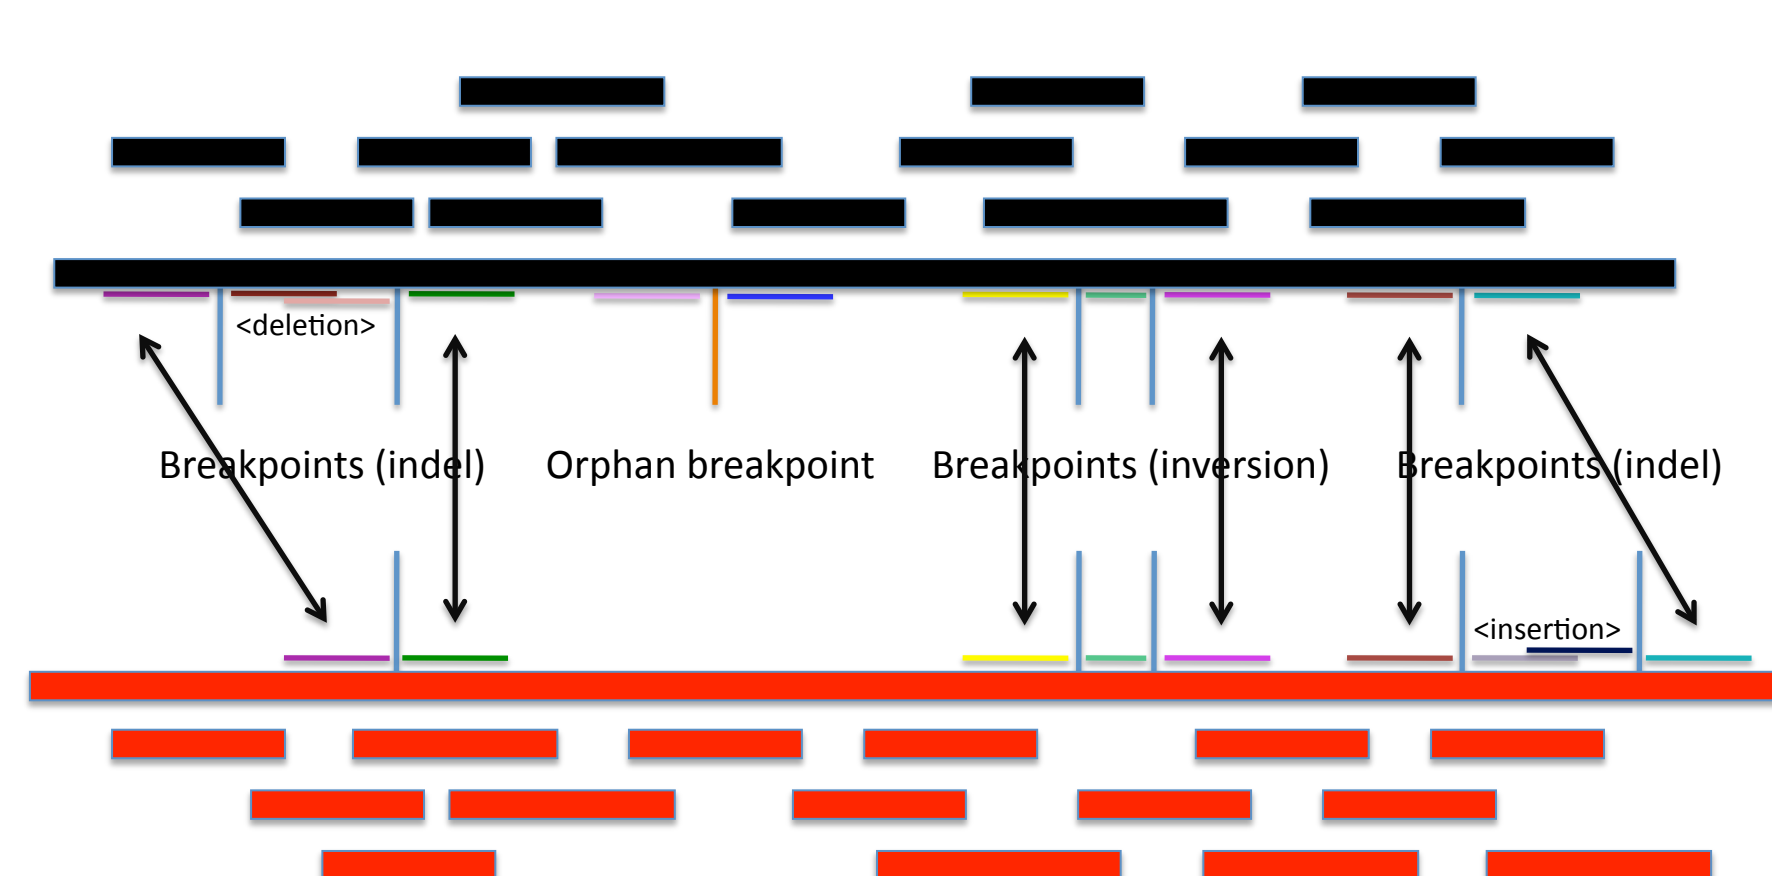 <deletion>
Breakpoints (indel)
Orphan breakpoint
Breakpoints (inversion)
Breakpoints (indel)
<insertion>